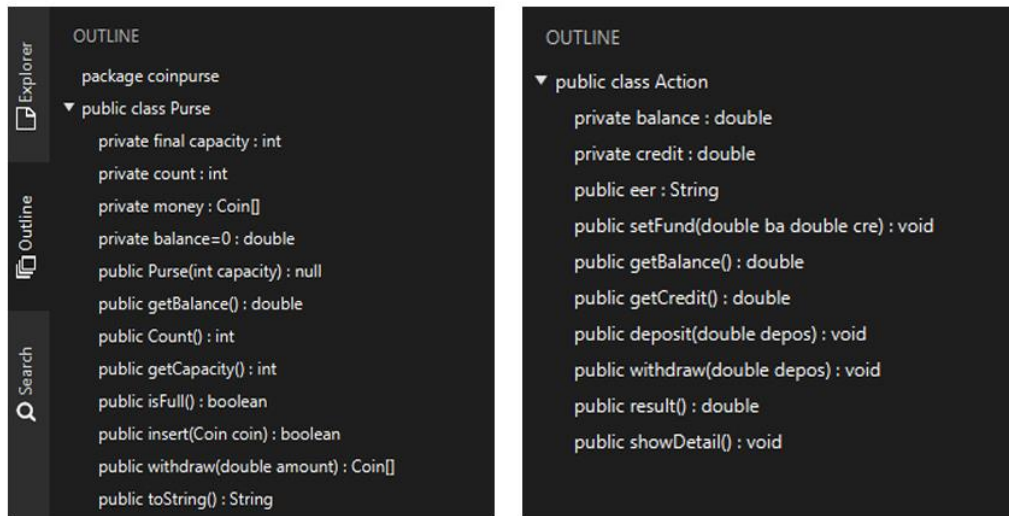 Explorer
Outline
Search
OUTLINE
package coinpurse
public class Purse
private final capacity : int
private count : int
private money : Coin[]
private balance=0 : double
public Purse(int capacity) : null
public getBalance() : double
public Count() : int
public getCapacity() : int
public isFull() : boolean
public insert(Coin coin) : boolean
public withdraw(double amount) : Coin[]
public toString() : String
OUTLINE
public class Action
private balance : double
private credit : double
public eer : String
public setFund(double ba double cre) : void
public getBalance() : double
public getCredit() : double
public deposit(double depos) : void
public withdraw(double depos) : void
public result() : double
public showDetail() : void